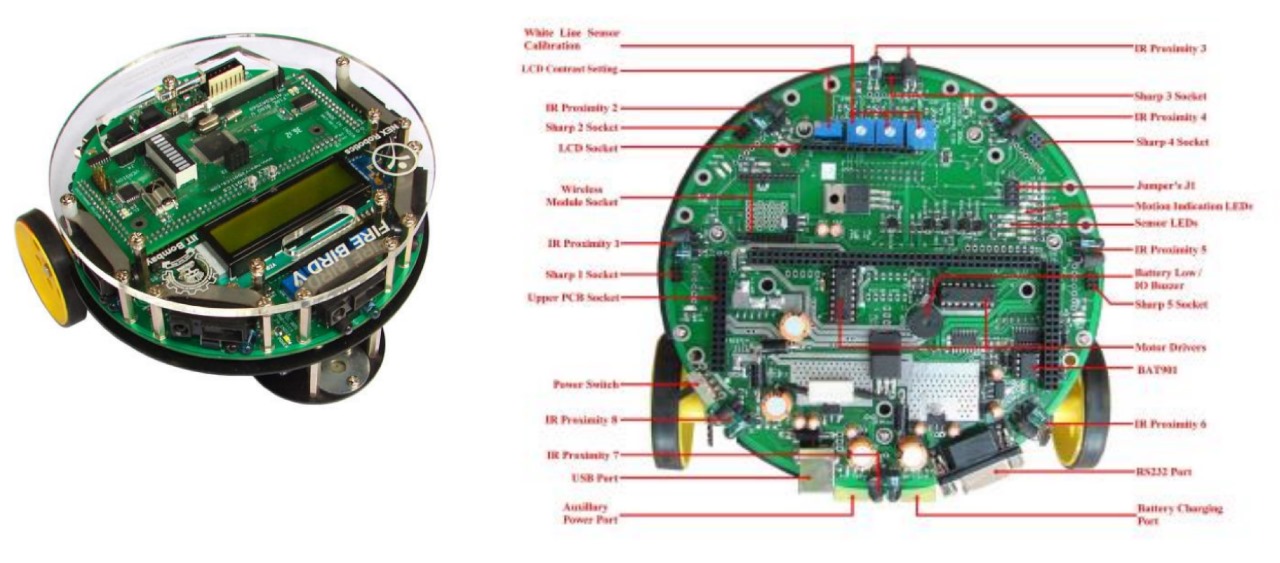 NEX Robotics
IIT Bombay
FIRE BIRD V
White Line Sensor
Calibration
LCD Contrast Setting
IR Proximity 2
Sharp 2 Socket
LCD Socket
Wireless
Module Socket
IR Proximity 1
Sharp 1 Socket
Upper PCB Socket
Power Switch
IR Proximity 8
IR Proximity 7
USB Port
Auxillary
Power Port
IR Proximity 3
Sharp 3 Socket
IR Proximity 4
Sharp 4 Socket
Jumper's J1
Motion Indication LEDs
Sensor LEDs
IR Proximity 5
Battery Low /
IO Buzzer
Sharp 5 Socket
Motor Drivers
BAT901
IR Proximity 6
RS232 Port
Battery Charging
Port